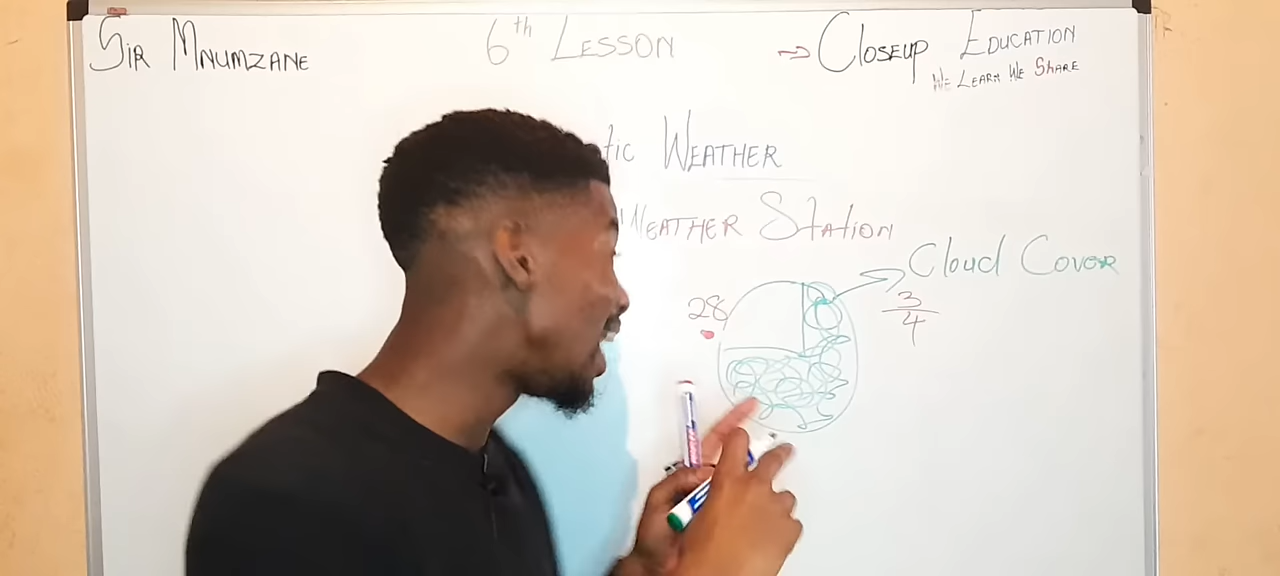 SIR MNUMZANE
6th LESSON
→ CLOSEUP EDUCATION
WE LEARN WE SHARE
tic WEATHER
WEATHER STATION
Cloud Cover
28
3
4